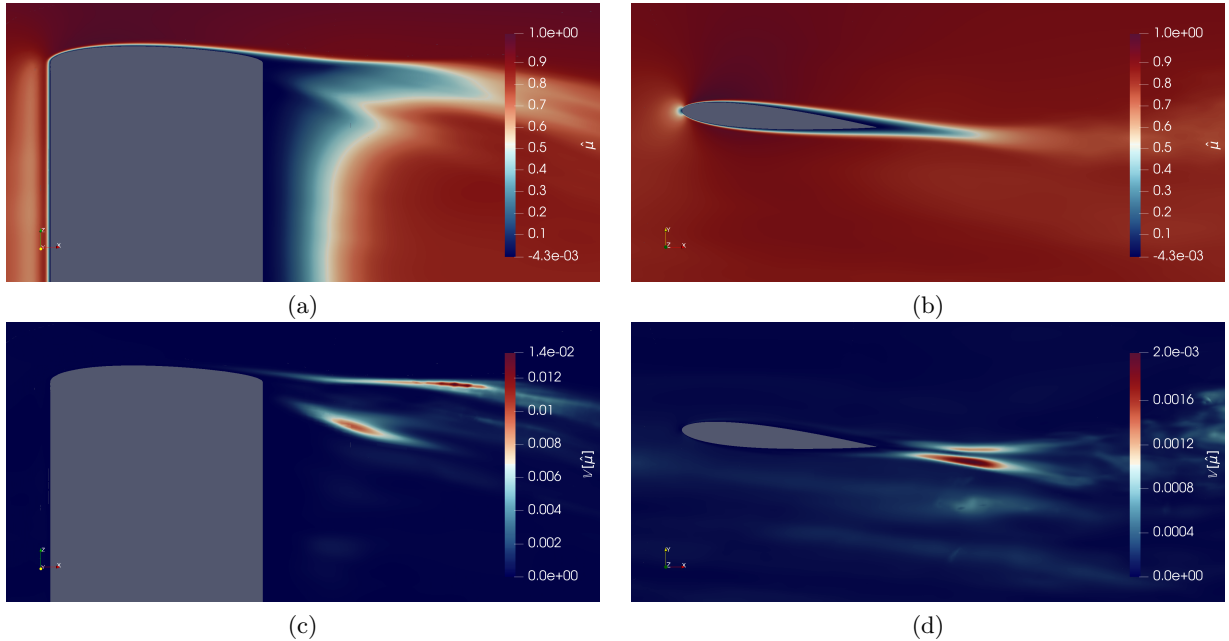 1.0e+00
0.9
0.8
0.7
0.6
0.5
0.4
0.3
0.2
0.1
-4.3e-03
μ̂
Z
Y
X
(a)
1.0e+00
0.9
0.8
0.7
0.6
0.5
0.4
0.3
0.2
0.1
-4.3e-03
μ̂
Y
Z
X
(b)
1.4e-02
0.012
0.01
0.008
0.006
0.004
0.002
0.0e+00
𝕍[μ̂]
Z
Y
X
(c)
2.0e-03
0.0016
0.0012
0.0008
0.0004
0.0e+00
𝕍[μ̂]
Y
Z
X
(d)